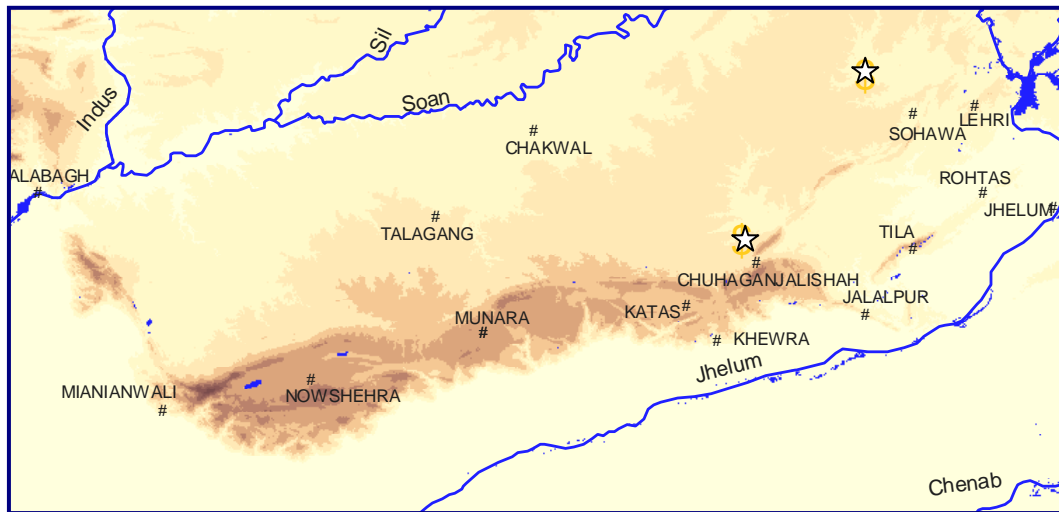 Sil
Indus
Soan
LEHRI
SOHAWA
CHAKWAL
ALABAGH
ROHTAS
JHELUM
TALAGANG
TILA
CHUHAGANJALISHAH
JALALPUR
KATAS
MUNARA
KHEWRA
Jhelum
MIANIANWALI
NOWSHEHRA
Chenab